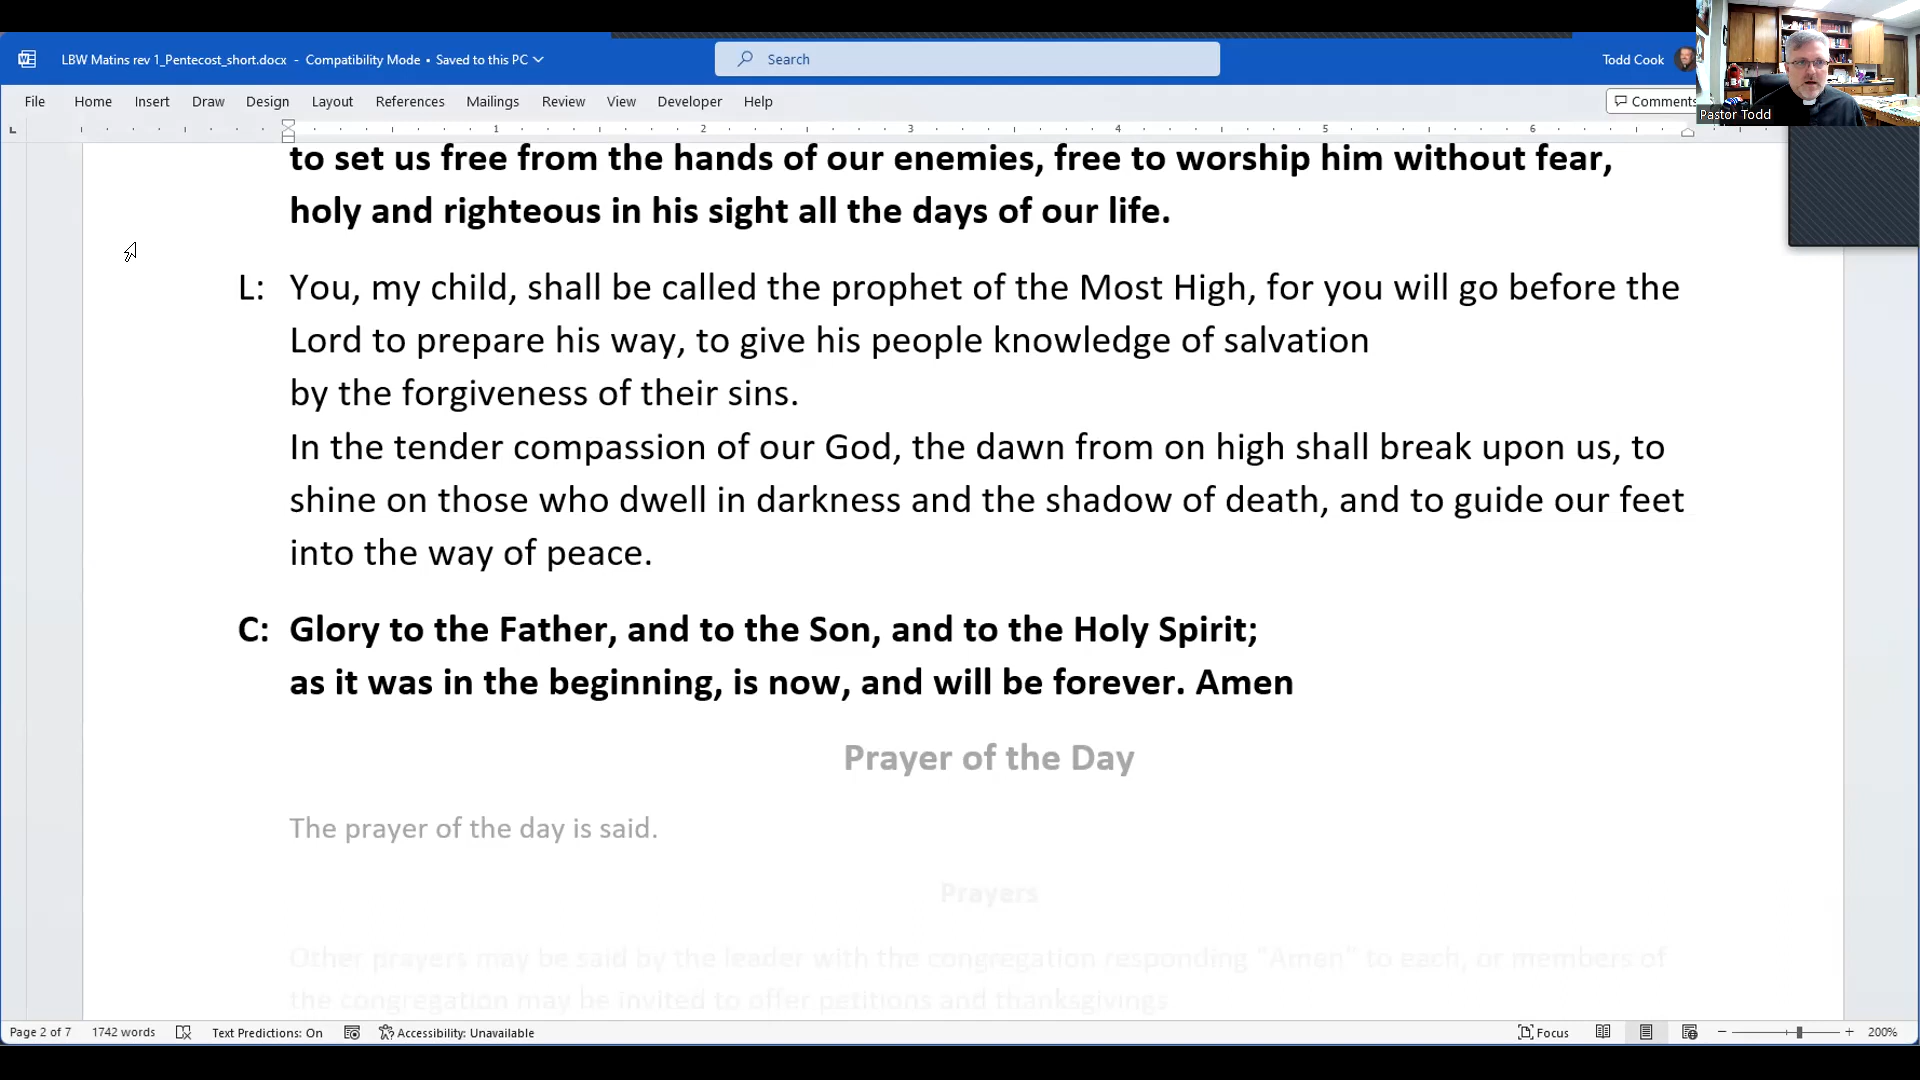 LBW Matins rev 1_Pentecost_short.docx - Compatibility Mode • Saved to this PC
Search
Todd Cook
File Home Insert Draw Design Layout References Mailings Review View Developer Help
Comments
Pastor Todd
1 2 3 4 5 6
to set us free from the hands of our enemies, free to worship him without fear,
holy and righteous in his sight all the days of our life.
L: You, my child, shall be called the prophet of the Most High, for you will go before the
Lord to prepare his way, to give his people knowledge of salvation
by the forgiveness of their sins.
In the tender compassion of our God, the dawn from on high shall break upon us, to
shine on those who dwell in darkness and the shadow of death, and to guide our feet
into the way of peace.
C: Glory to the Father, and to the Son, and to the Holy Spirit;
as it was in the beginning, is now, and will be forever. Amen
Prayer of the Day
The prayer of the day is said.
Prayers
Other prayers may be said by the leader with the congregation responding “Amen” to each, or members of
the congregation may be invited to offer petitions and thanksgivings
Page 2 of 7 1742 words Text Predictions: On Accessibility: Unavailable Focus 200%